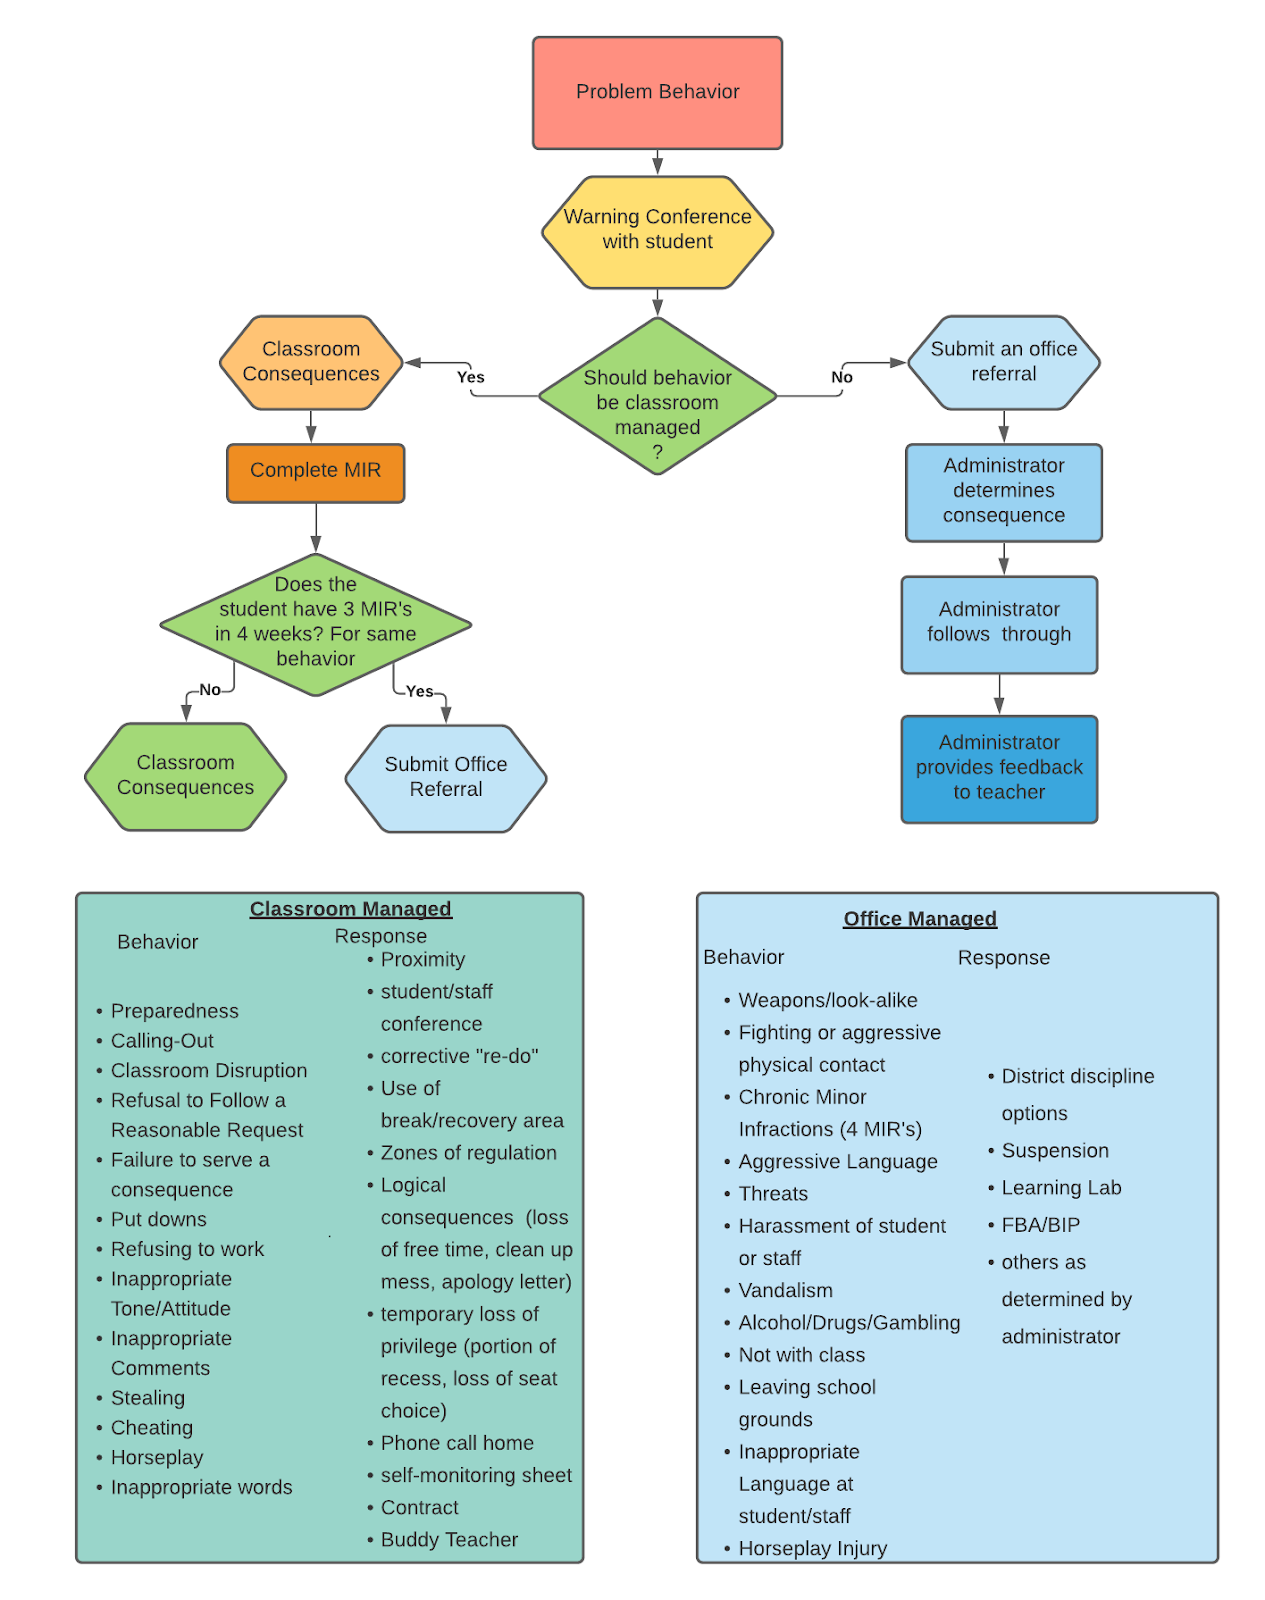 Problem Behavior
Warning Conference
with student
Should behavior
be classroom
managed
?
Yes
No
Classroom
Consequences
Complete MIR
Does the
student have 3 MIR's
in 4 weeks? For same
behavior
No
Yes
Classroom
Consequences
Submit Office
Referral
Submit an office
referral
Administrator
determines
consequence
Administrator
follows  through
Administrator
provides feedback
to teacher
Classroom Managed
Behavior
• Preparedness
• Calling-Out
• Classroom Disruption
• Refusal to Follow a
Reasonable Request
• Failure to serve a
consequence
• Put downs
• Refusing to work
• Inappropriate
Tone/Attitude
• Inappropriate
Comments
• Stealing
• Cheating
• Horseplay
• Inappropriate words
Response
• Proximity
• student/staff
conference
• corrective "re-do"
• Use of
break/recovery area
• Zones of regulation
• Logical
consequences  (loss
of free time, clean up
mess, apology letter)
• temporary loss of
privilege (portion of
recess, loss of seat
choice)
• Phone call home
• self-monitoring sheet
• Contract
• Buddy Teacher
.
Office Managed
Behavior
• Weapons/look-alike
• Fighting or aggressive
physical contact
• Chronic Minor
Infractions (4 MIR's)
• Aggressive Language
• Threats
• Harassment of student
or staff
• Vandalism
• Alcohol/Drugs/Gambling
• Not with class
• Leaving school
grounds
• Inappropriate
Language at
student/staff
• Horseplay Injury
Response
• District discipline
options
• Suspension
• Learning Lab
• FBA/BIP
• others as
determined by
administrator